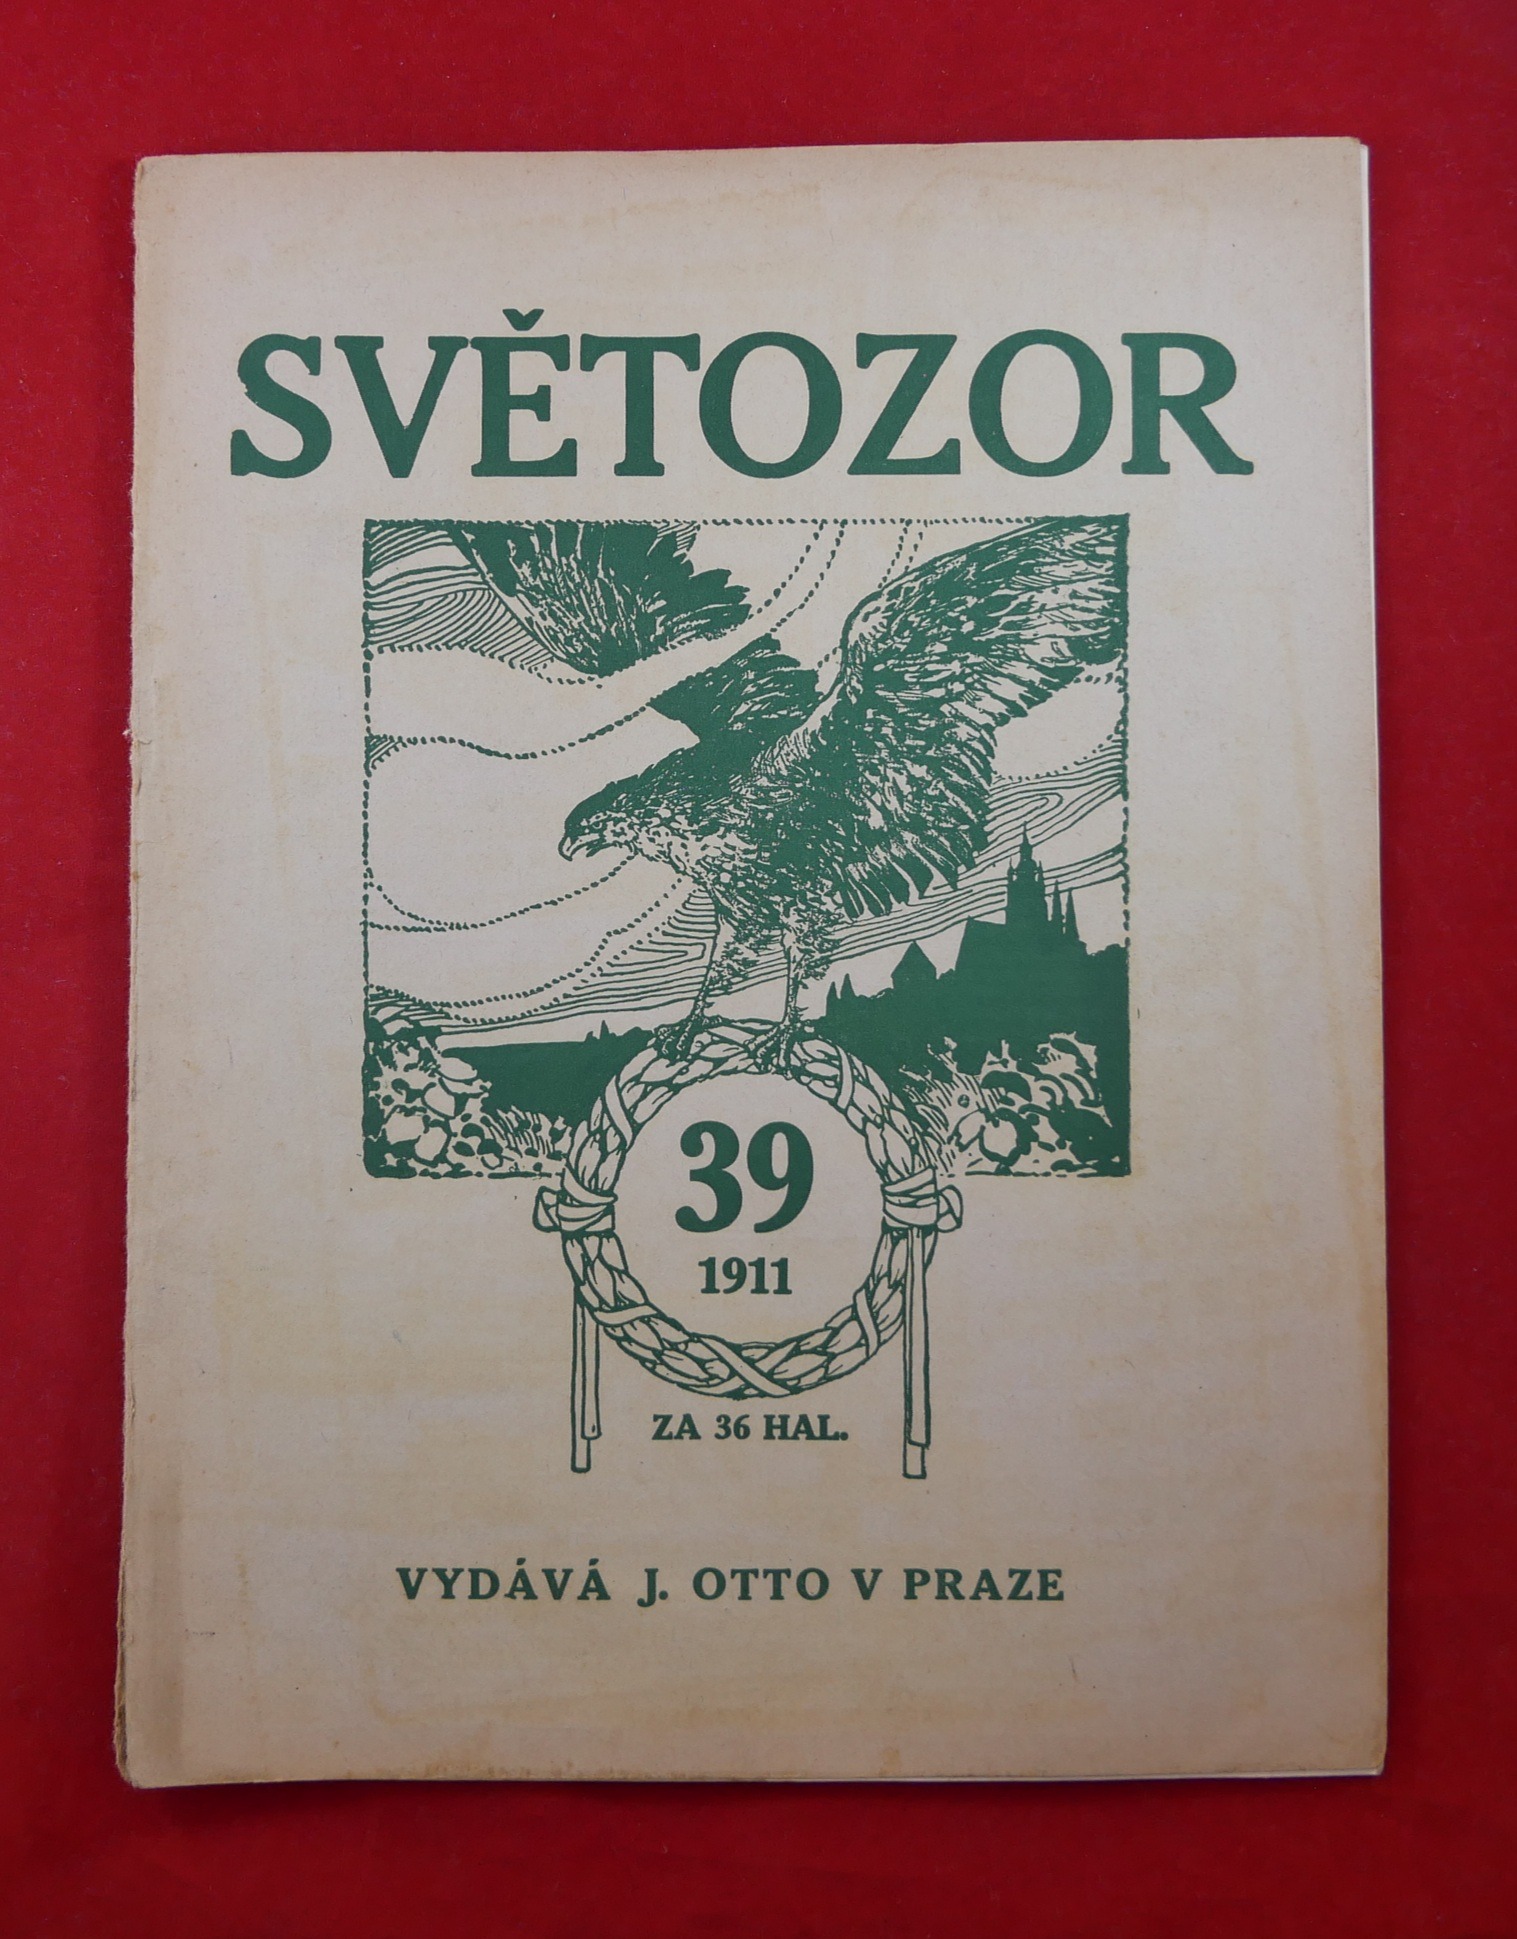 SVĚTOZOR
39
1911
ZA 36 HAL.
VYDÁVÁ J. OTTO V PRAZE